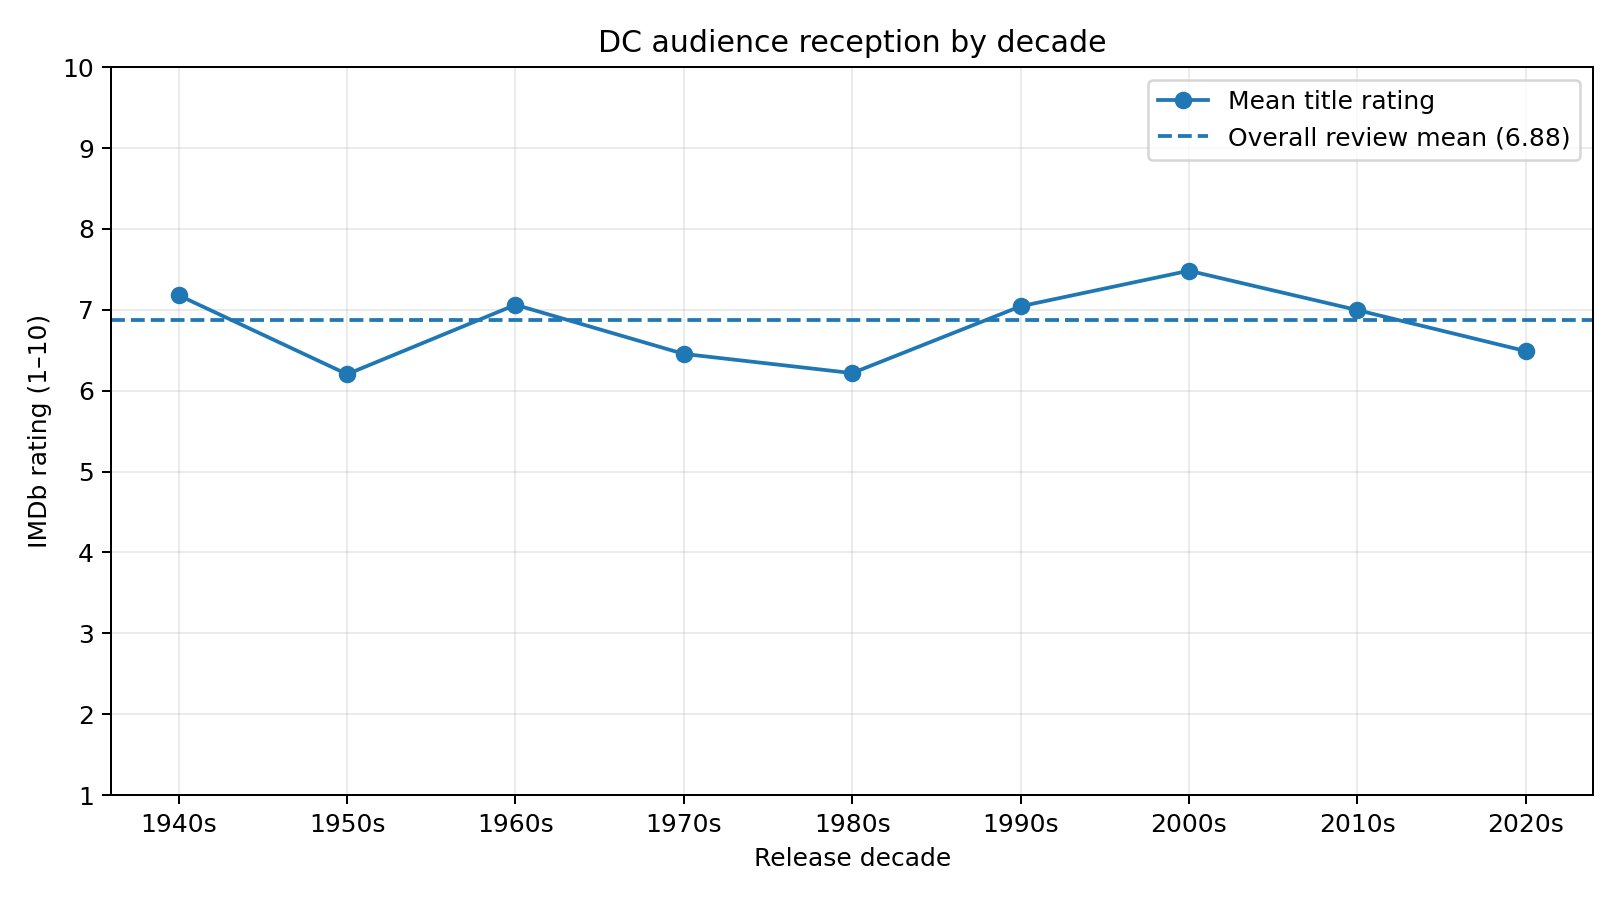 DC audience reception by decade
Mean title rating
Overall review mean (6.88)
IMDb rating (1–10)
10
9
8
7
6
5
4
3
2
1
1940s 1950s 1960s 1970s 1980s 1990s 2000s 2010s 2020s
Release decade